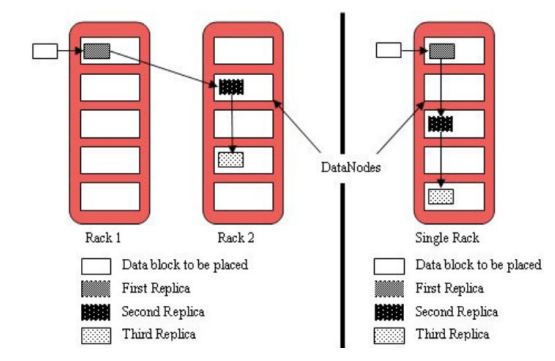 DataNodes
Rack 1
Rack 2
Single Rack
Data block to be placed
First Replica
Second Replica
Third Replica
Data block to be placed
First Replica
Second Replica
Third Replica